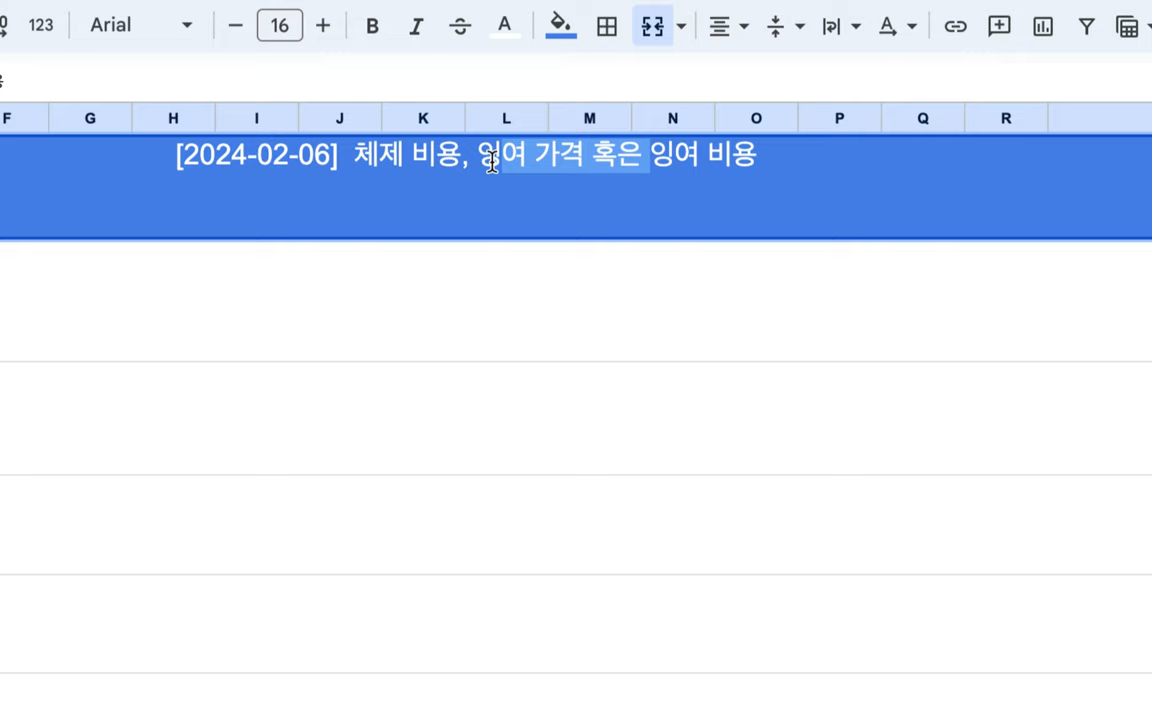 123 Arial 16 B I A A
F G H I J K L M N O P Q R
[2024-02-06] 체제 비용, 잉여 가격 혹은 잉여 비용